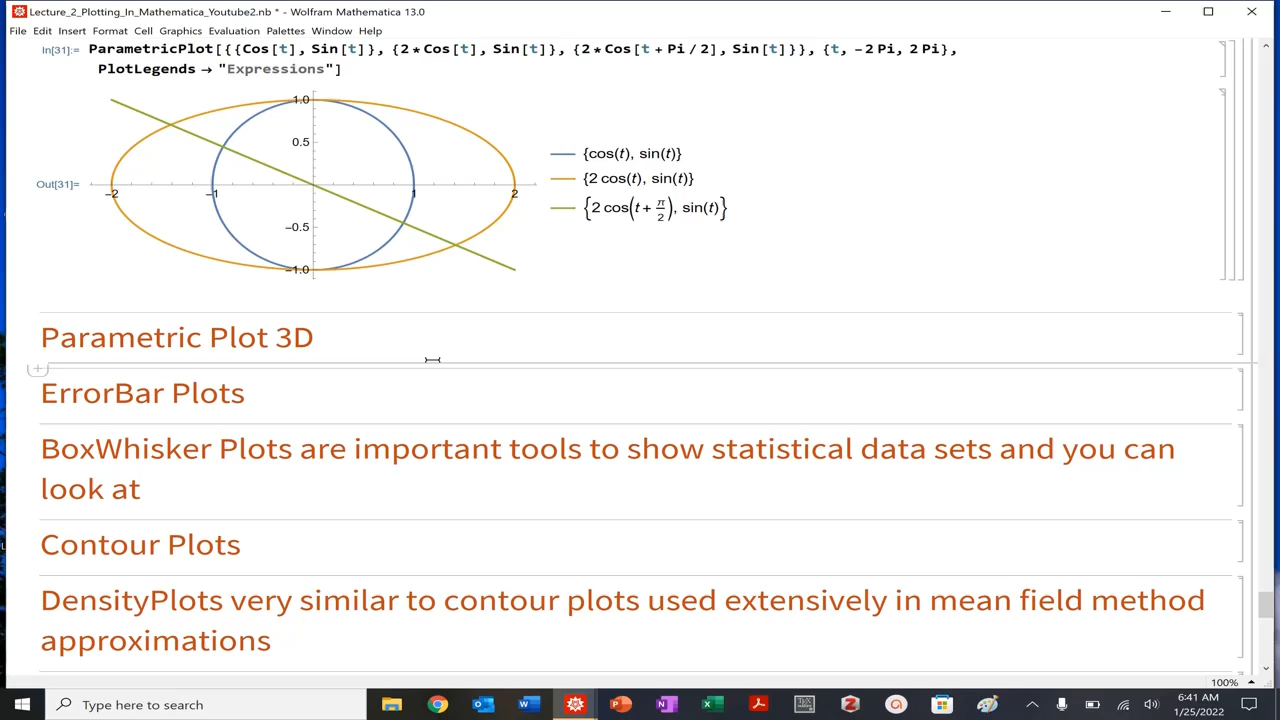 Lecture_2_Plotting_In_Mathematica_Youtube2.nb * - Wolfram Mathematica 13.0
File Edit Insert Format Cell Graphics Evaluation Palettes Window Help
In[31]:= ParametricPlot[{{Cos[t], Sin[t]}, {2*Cos[t], Sin[t]}, {2*Cos[t + Pi / 2], Sin[t]}}, {t, -2 Pi, 2 Pi},
PlotLegends → "Expressions"]
1.0
0.5
Out[31]=
-2
-1
1
2
-0.5
-1.0
{cos(t), sin(t)}
{2 cos(t), sin(t)}
{2 cos(t + π/2), sin(t)}
Parametric Plot 3D
ErrorBar Plots
BoxWhisker Plots are important tools to show statistical data sets and you can
look at
Contour Plots
DensityPlots very similar to contour plots used extensively in mean field method
approximations
100%
Type here to search
6:41 AM
1/25/2022